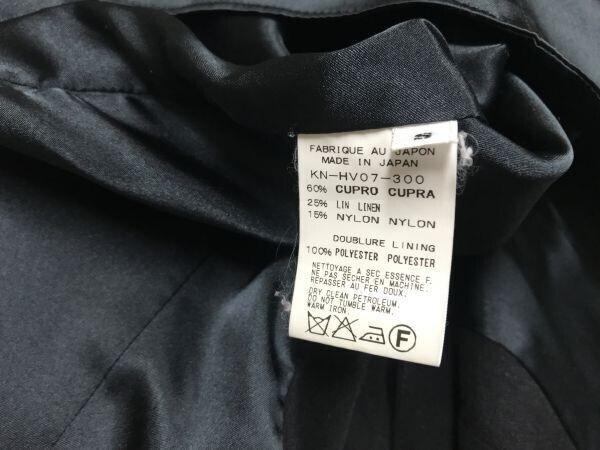 S
FABRIQUE AU JAPON
MADE IN JAPAN
KN-HV07-300
60% CUPRO CUPRA
25% LIN LINEN
15% NYLON NYLON
DOUBLURE LINING
100% POLYESTER POLYESTER
NETTOYAGE A SEC ESSENCE F.
NE PAS SECHER EN MACHINE.
REPASSER AU FER DOUX.
DRY CLEAN PETROLEUM.
DO NOT TUMBLE WARM.
WARM IRON
F